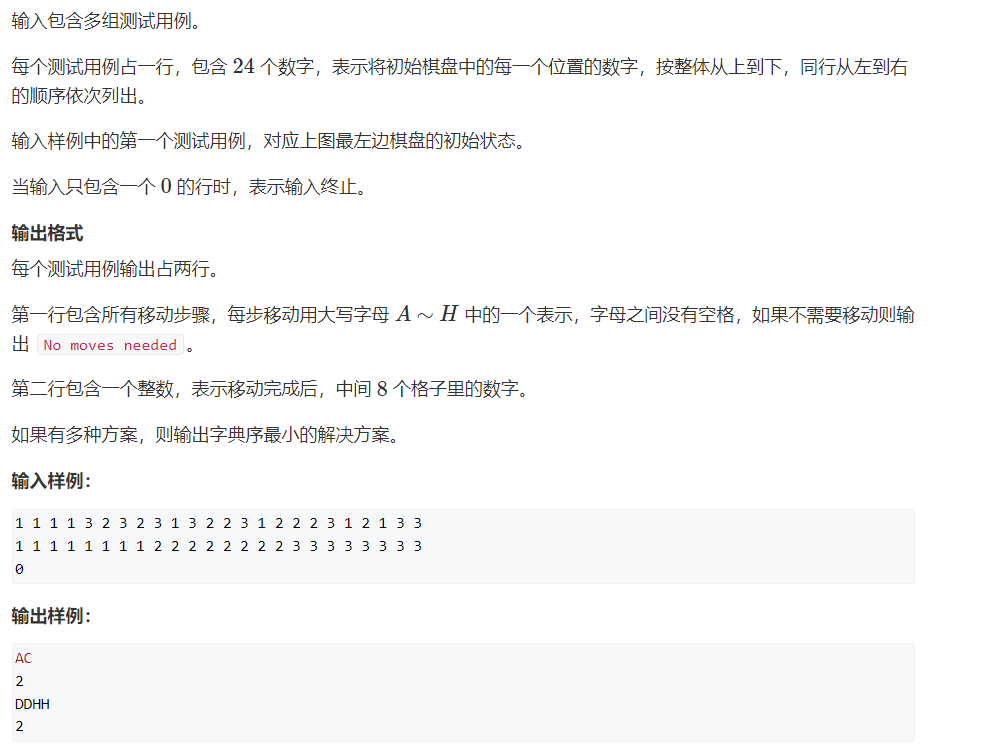 输入包含多组测试用例。
每个测试用例占一行，包含 24 个数字，表示将初始棋盘中的每一个位置的数字，按整体从上到下，同行从左到右
的顺序依次列出。
输入样例中的第一个测试用例，对应上图最左边棋盘的初始状态。
当输入只包含一个 0 的行时，表示输入终止。
输出格式
每个测试用例输出占两行。
第一行包含所有移动步骤，每步移动用大写字母 A ~ H 中的一个表示，字母之间没有空格，如果不需要移动则输
出 No moves needed 。
第二行包含一个整数，表示移动完成后，中间 8 个格子里的数字。
如果有多种方案，则输出字典序最小的解决方案。
输入样例：
1 1 1 1 3 2 3 2 3 1 3 2 2 3 1 2 2 2 3 1 2 1 3 3
1 1 1 1 1 1 1 1 2 2 2 2 2 2 2 2 3 3 3 3 3 3 3 3
0
输出样例：
AC
2
DDHH
2